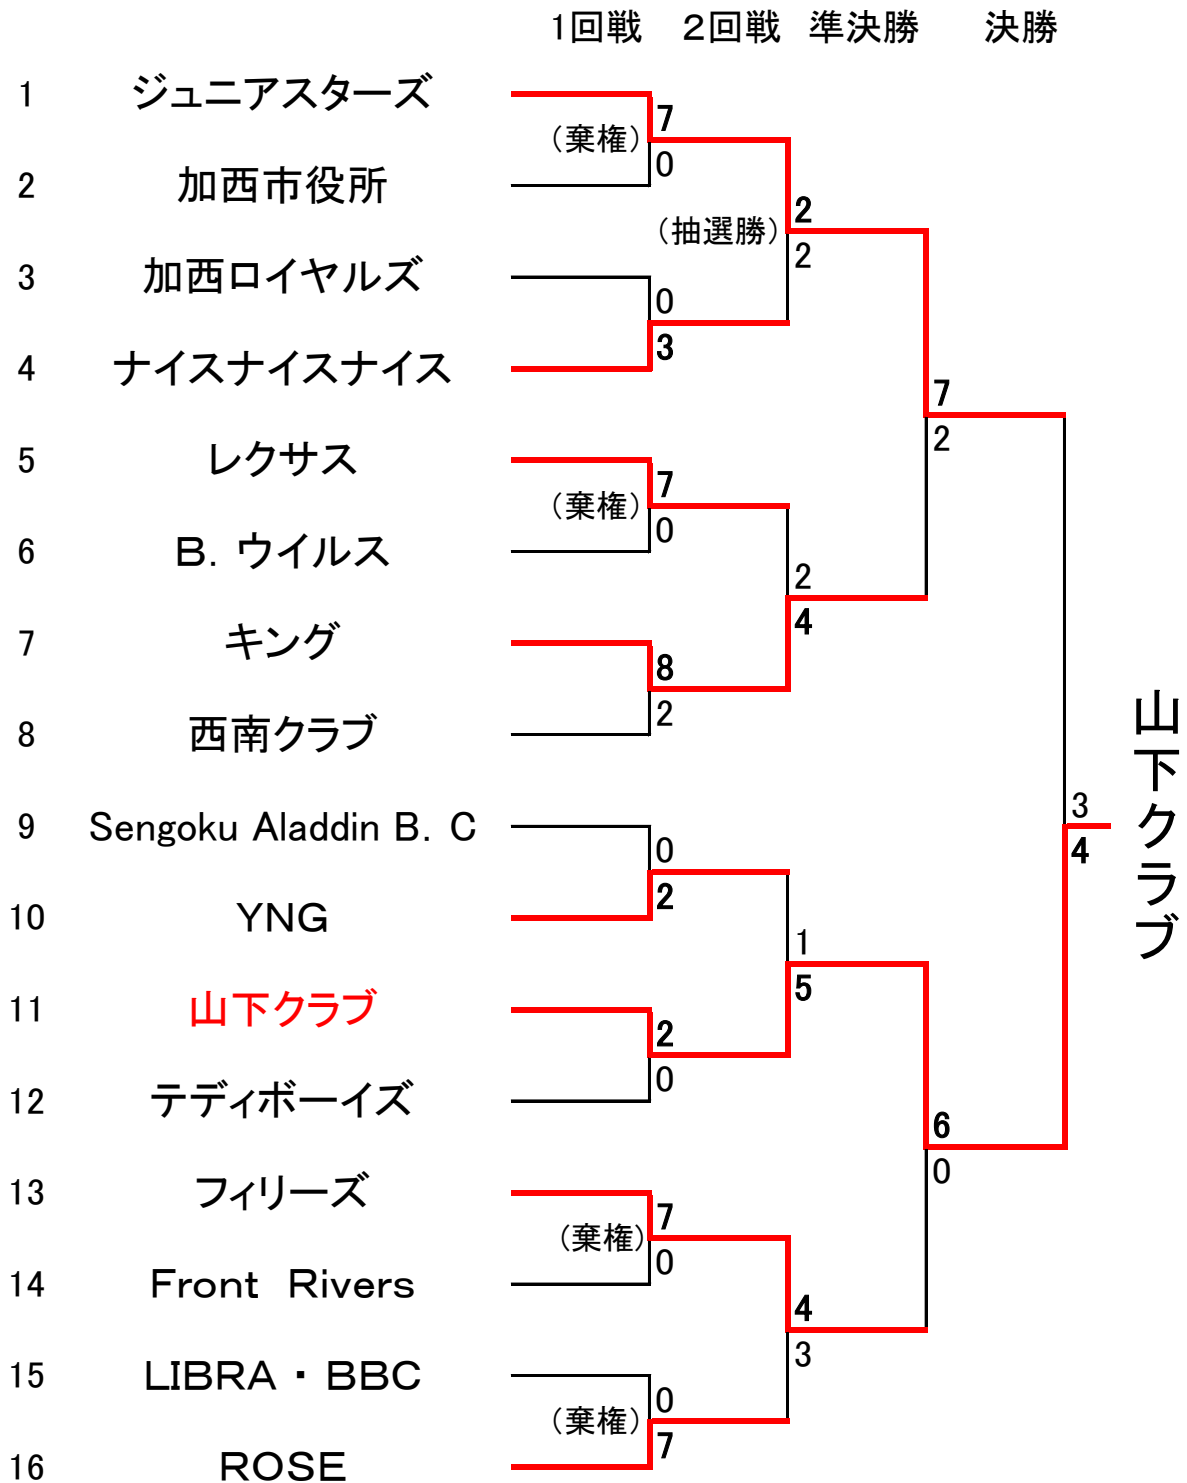 1回戦 2回戦 準決勝 決勝
1 ジュニアスターズ
7
(棄権)
0
2 加西市役所
2
(抽選勝)
2
3 加西ロイヤルズ
0
3
4 ナイスナイスナイス
7
2
5 レクサス
7
(棄権)
0
6 B. ウイルス
2
4
7 キング
8
2
8 西南クラブ
山下クラブ
3
4
9 Sengoku Aladdin B. C
0
2
10 YNG
1
5
11 山下クラブ
2
0
12 テディボーイズ
6
0
13 フィリーズ
7
(棄権)
0
14 Front Rivers
4
3
15 LIBRA・BBC
0
(棄権)
7
16 ROSE